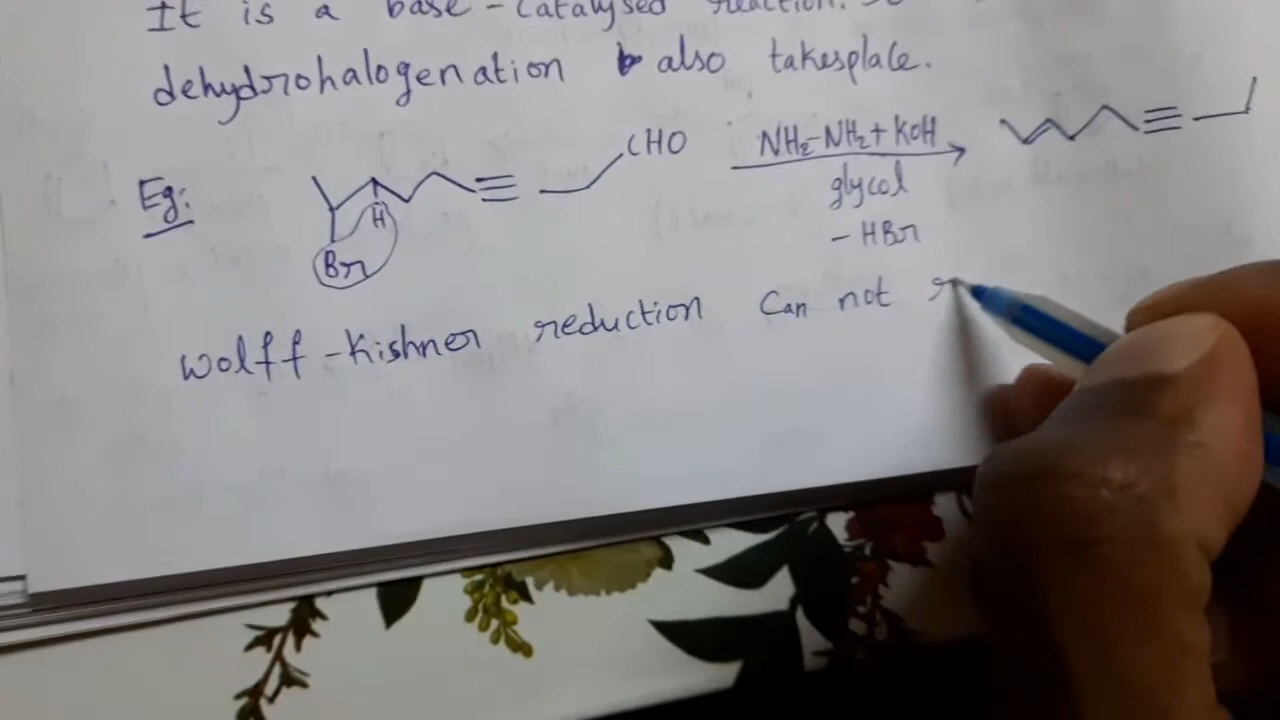 It is a base-catalysed reaction.
dehydrohalogenation also takesplace.
Eg:
CHO
H
Br
NH2-NH2+KOH
glycol
- HBr
Wolff-Kishner reduction can not